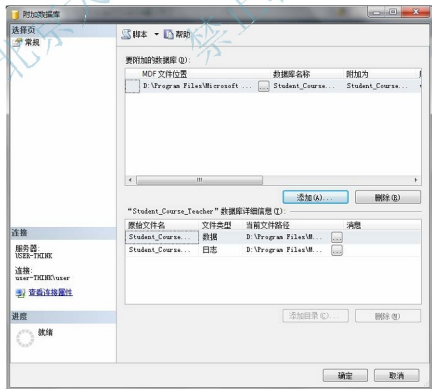 附加数据库
选择页
常规
脚本 帮助
要附加的数据库(D):
MDF 文件位置 数据库名称 附加为
D:\Program Files\Microsoft ... ... Student_Course... Student_Course...
添加(A)... 删除(R)
"Student_Course_Teacher" 数据库详细信息(T):
原始文件名 文件类型 当前文件路径 消息
Student_Course... 数据 D:\Program Files\M... ...
Student_Course... 日志 D:\Program Files\M... ...
连接
服务器:
USER-THINK
连接:
user-THINK\user
查看连接属性
进度
就绪
添加目录(C)... 删除(M)
确定 取消